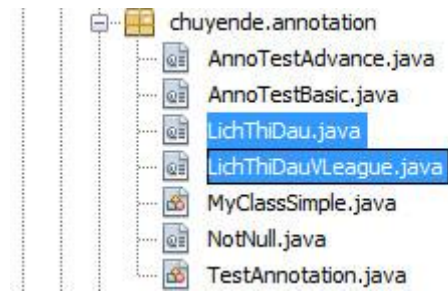 chuyende.annotation
AnnoTestAdvance.java
AnnoTestBasic.java
LichThiDau.java
LichThiDauVLeague.java
MyClassSimple.java
NotNull.java
TestAnnotation.java